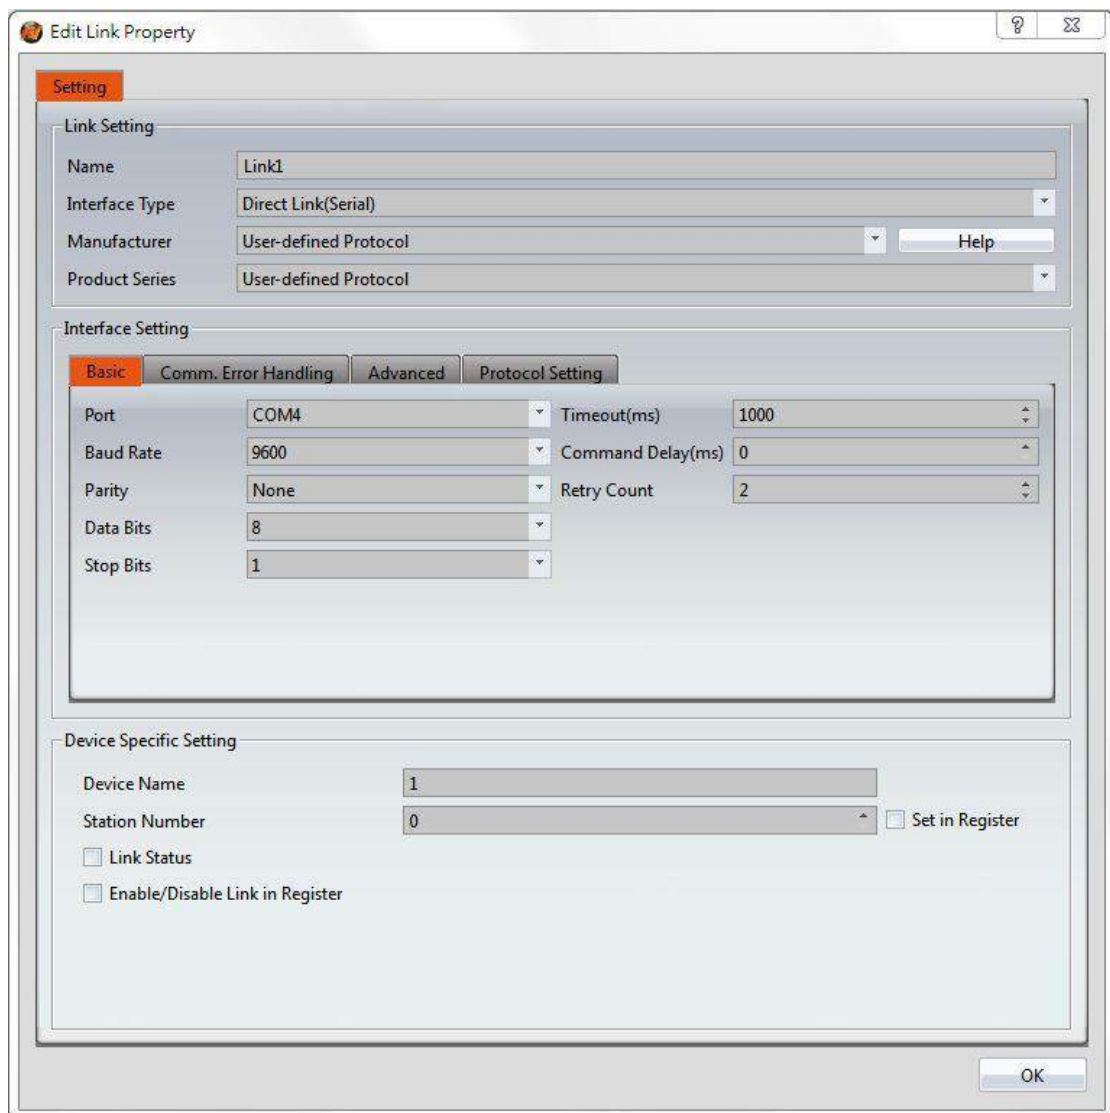 Edit Link Property
Setting
Link Setting
Name Link1
Interface Type Direct Link(Serial)
Manufacturer User-defined Protocol Help
Product Series User-defined Protocol
Interface Setting
Basic Comm. Error Handling Advanced Protocol Setting
Port COM4 Timeout(ms) 1000
Baud Rate 9600 Command Delay(ms) 0
Parity None Retry Count 2
Data Bits 8
Stop Bits 1
Device Specific Setting
Device Name 1
Station Number 0 Set in Register
Link Status
Enable/Disable Link in Register
OK